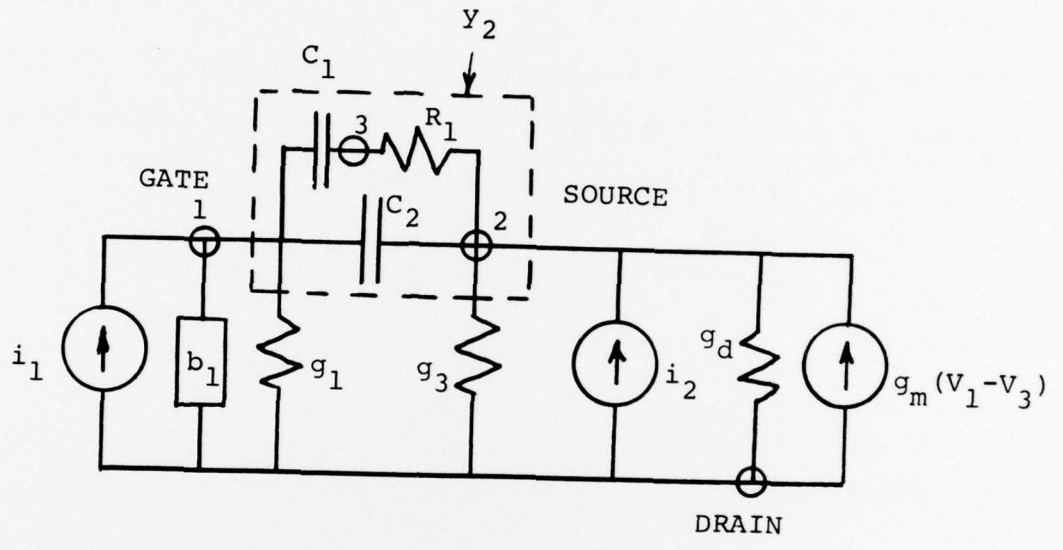 Y2
C1
3
R1
GATE
1
C2
2
SOURCE
i1
b1
g1
g3
i2
gd
gm(V1-V3)
DRAIN